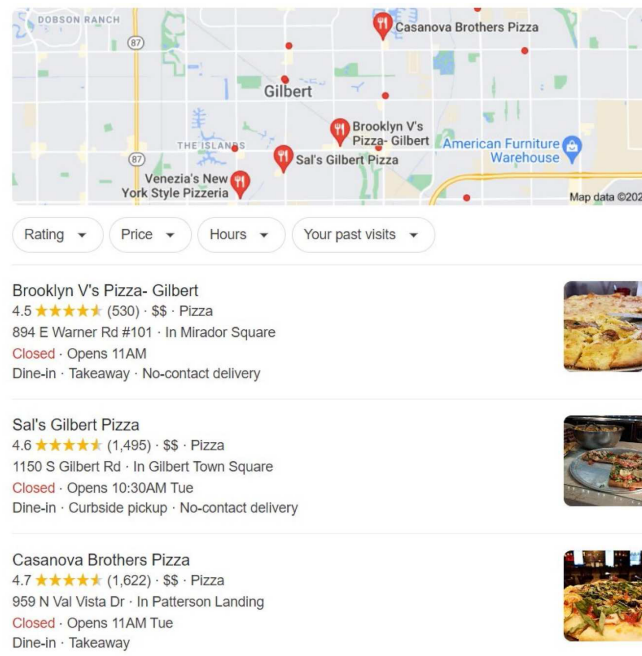 DOBSON RANCH
87
Casanova Brothers Pizza
Gilbert
Brooklyn V's
Pizza- Gilbert
American Furniture
Warehouse
THE ISLANDS
87
Sal's Gilbert Pizza
Venezia's New
York Style Pizzeria
Map data ©202
Rating
Price
Hours
Your past visits
Brooklyn V's Pizza- Gilbert
4.5 ★★★★★ (530) · $$ · Pizza
894 E Warner Rd #101 · In Mirador Square
Closed · Opens 11AM
Dine-in · Takeaway · No-contact delivery
Sal's Gilbert Pizza
4.6 ★★★★★ (1,495) · $$ · Pizza
1150 S Gilbert Rd · In Gilbert Town Square
Closed · Opens 10:30AM Tue
Dine-in · Curbside pickup · No-contact delivery
Casanova Brothers Pizza
4.7 ★★★★★ (1,622) · $$ · Pizza
959 N Val Vista Dr · In Patterson Landing
Closed · Opens 11AM Tue
Dine-in · Takeaway